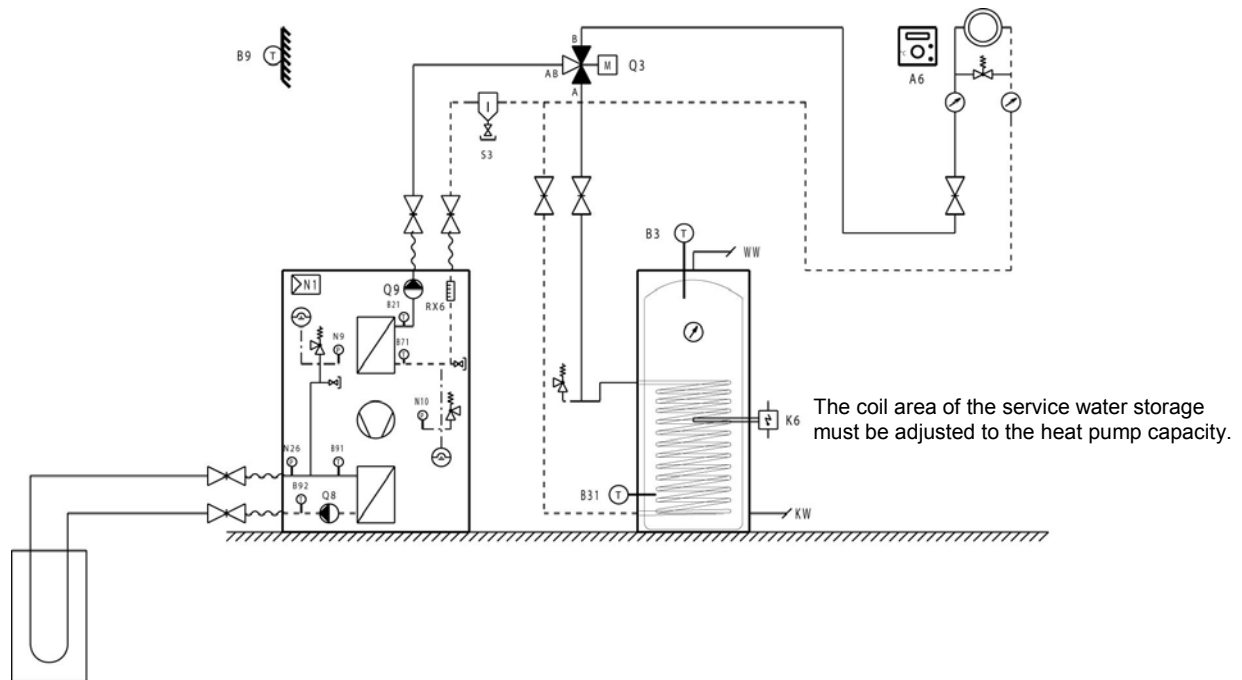 B9 T
B
AB
M
Q3
A
A6
°C
I
S3
B3 T
WW
N1
Q9
B21
T
RX6
N9
P
B71
T
N10
P
K6
The coil area of the service water storage
must be adjusted to the heat pump capacity.
N26
P
B91
T
B92
T
Q8
B31 T
KW